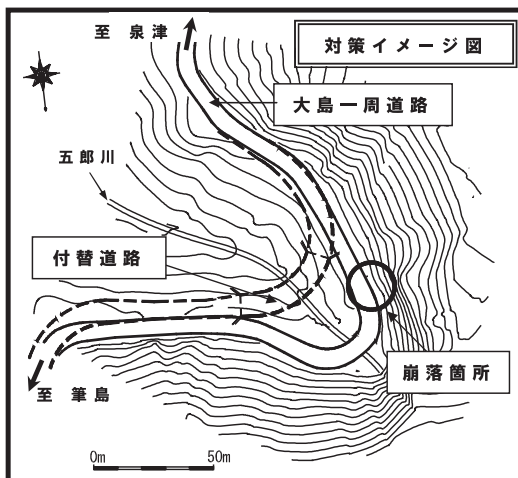 至 泉津
対策イメージ図
大島一周道路
五郎川
付替道路
崩落箇所
至 筆島
0m 50m